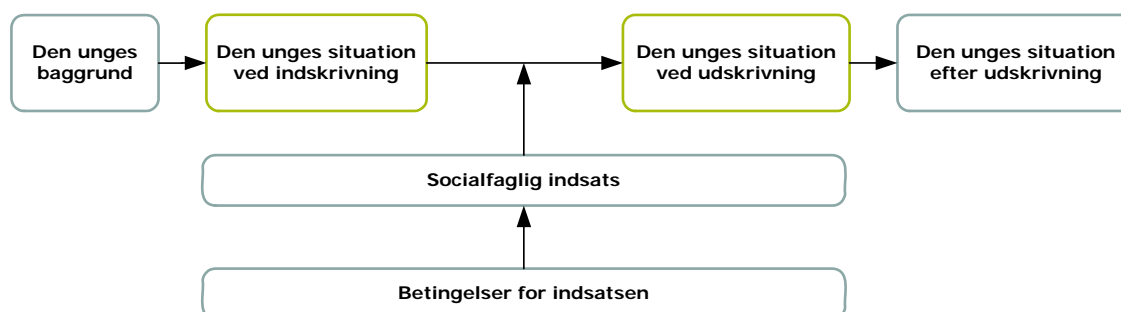 Den unges
baggrund
Den unges situation
ved indskrivning
Den unges situation
ved udskrivning
Den unges situation
efter udskrivning
Socialfaglig indsats
Betingelser for indsatsen